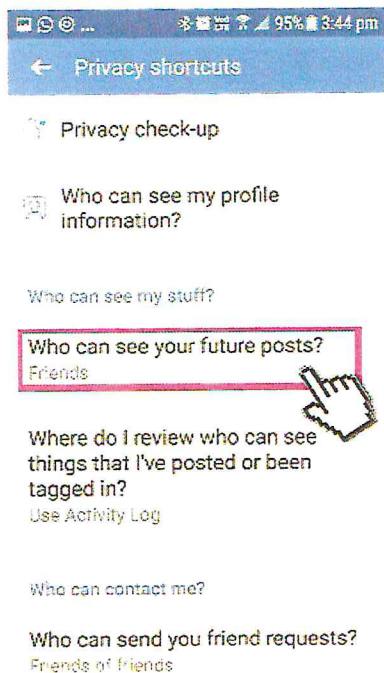 ... 95% 3:44 pm
← Privacy shortcuts
Privacy check-up
Who can see my profile
information?
Who can see my stuff?
Who can see your future posts?
Friends
Where do I review who can see
things that I've posted or been
tagged in?
Use Activity Log
Who can contact me?
Who can send you friend requests?
Friends of friends